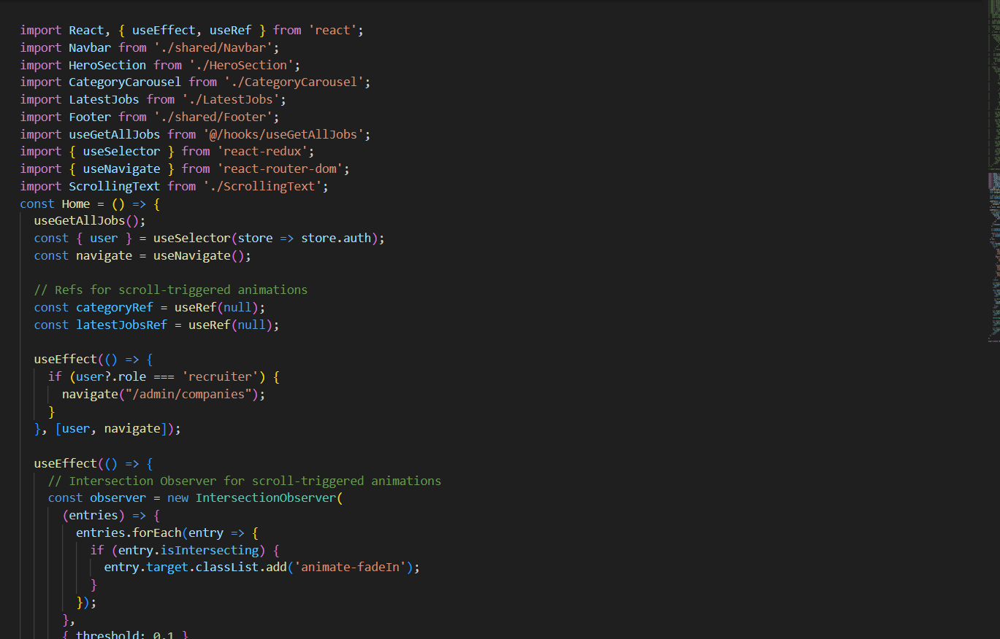 import React, { useEffect, useRef } from 'react';
import Navbar from './shared/Navbar';
import HeroSection from './HeroSection';
import CategoryCarousel from './CategoryCarousel';
import LatestJobs from './LatestJobs';
import Footer from './shared/Footer';
import useGetAllJobs from '@/hooks/useGetAllJobs';
import { useSelector } from 'react-redux';
import { useNavigate } from 'react-router-dom';
import ScrollingText from './ScrollingText';
const Home = () => {
  useGetAllJobs();
  const { user } = useSelector(store => store.auth);
  const navigate = useNavigate();

  // Refs for scroll-triggered animations
  const categoryRef = useRef(null);
  const latestJobsRef = useRef(null);

  useEffect(() => {
    if (user?.role === 'recruiter') {
      navigate("/admin/companies");
    }
  }, [user, navigate]);

  useEffect(() => {
    // Intersection Observer for scroll-triggered animations
    const observer = new IntersectionObserver(
      (entries) => {
        entries.forEach(entry => {
          if (entry.isIntersecting) {
            entry.target.classList.add('animate-fadeIn');
          }
        });
      },
      { threshold: 0.1 }